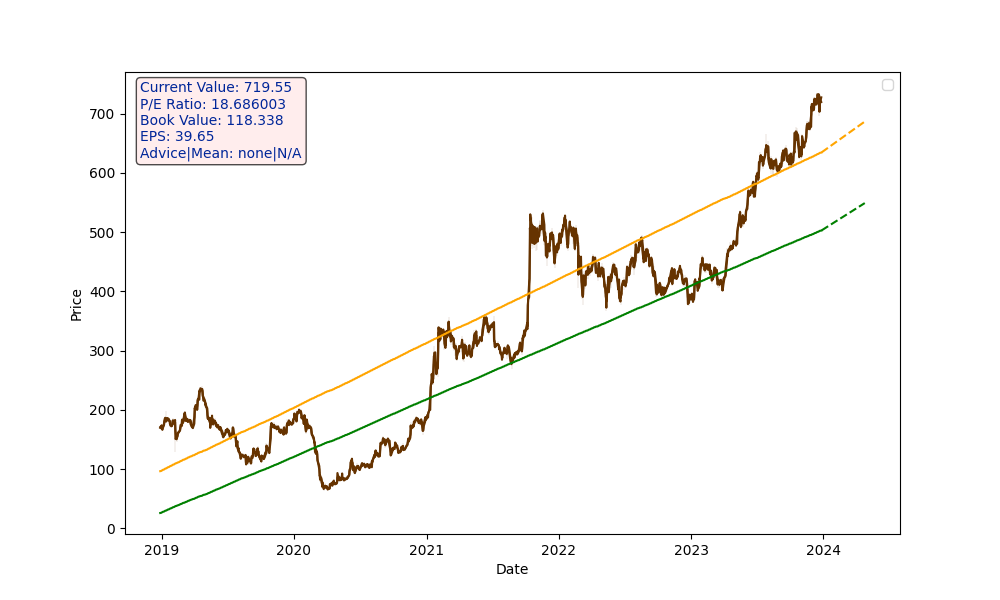 Current Value: 719.55
P/E Ratio: 18.686003
Book Value: 118.338
EPS: 39.65
Advice|Mean: none|N/A
Price
700
600
500
400
300
200
100
0
2019 2020 2021 2022 2023 2024
Date